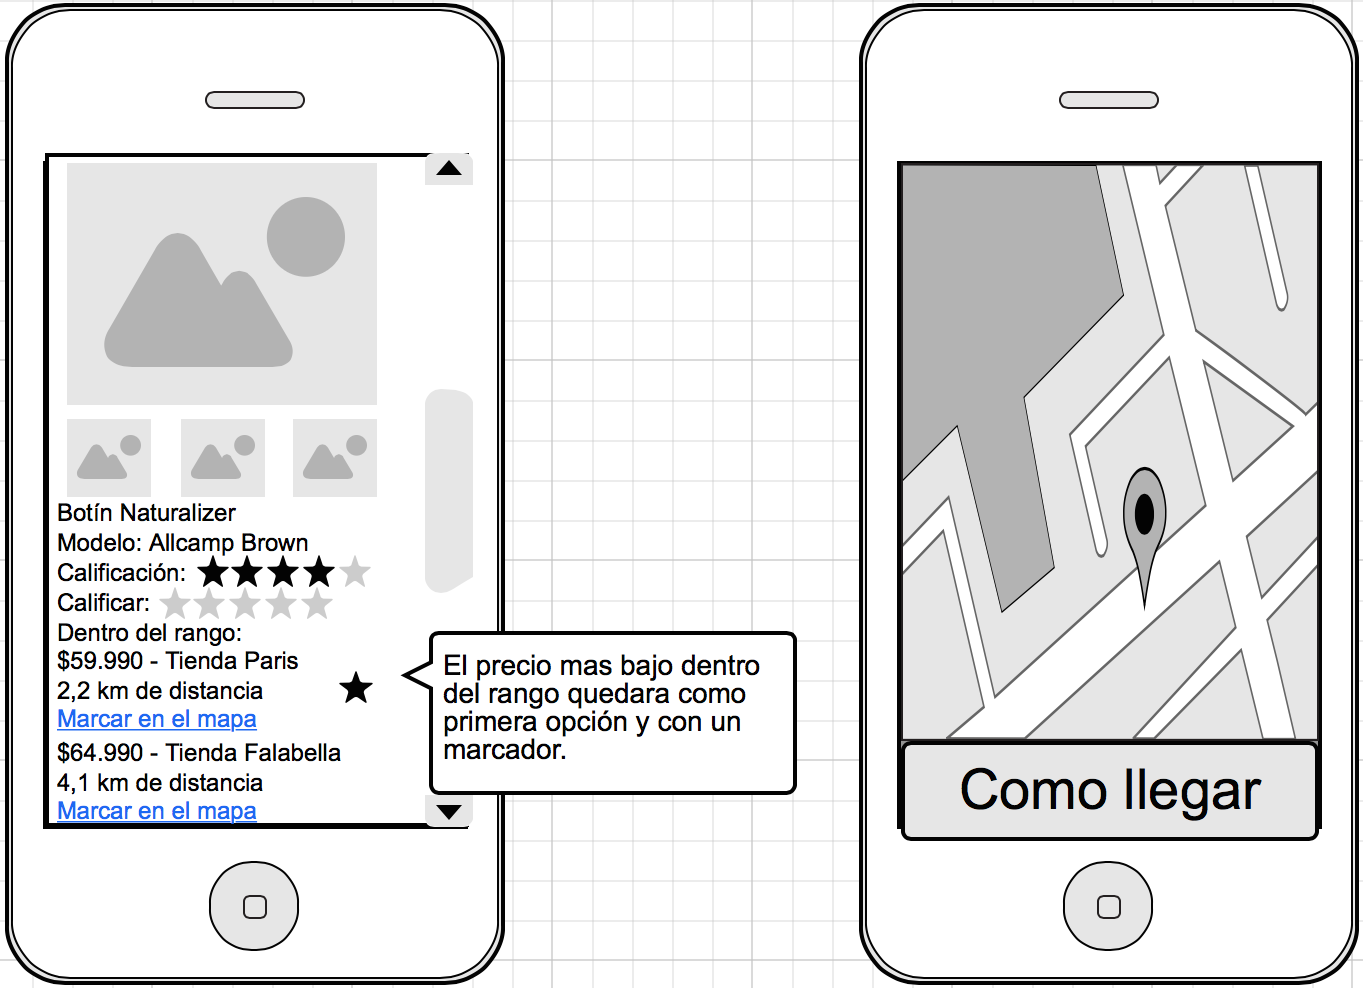 Botín Naturalizer
Modelo: Allcamp Brown
Calificación:
Calificar:
Dentro del rango:
$59.990 - Tienda Paris
2,2 km de distancia
Marcar en el mapa
$64.990 - Tienda Falabella
4,1 km de distancia
Marcar en el mapa
El precio mas bajo dentro
del rango quedara como
primera opción y con un
marcador.
Como llegar